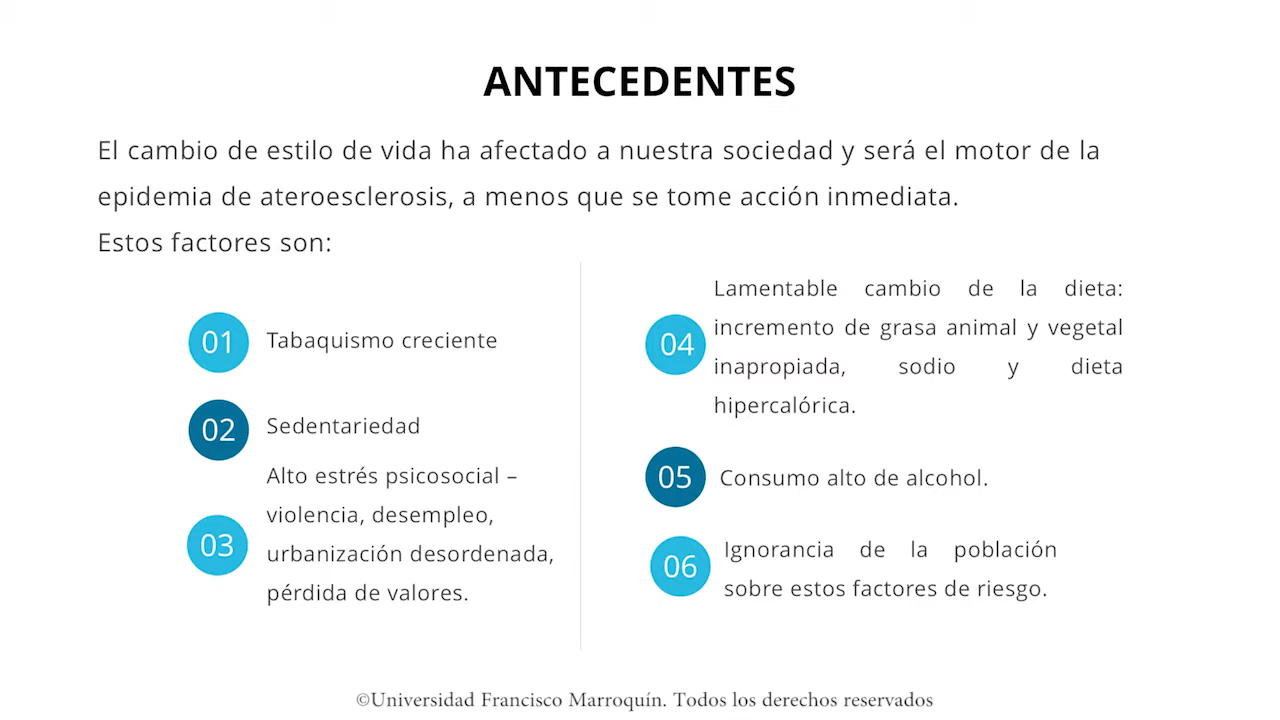 ANTECEDENTES
El cambio de estilo de vida ha afectado a nuestra sociedad y será el motor de la
epidemia de ateroesclerosis, a menos que se tome acción inmediata.
Estos factores son:
01
Tabaquismo creciente
02
Sedentariedad
03
Alto estrés psicosocial –
violencia, desempleo,
urbanización desordenada,
pérdida de valores.
04
Lamentable cambio de la dieta:
incremento de grasa animal y vegetal
inapropiada, sodio y dieta
hipercalórica.
05
Consumo alto de alcohol.
06
Ignorancia de la población
sobre estos factores de riesgo.
©Universidad Francisco Marroquín. Todos los derechos reservados